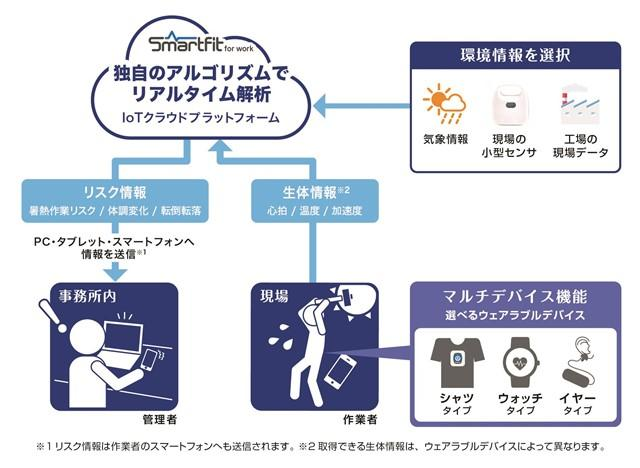 Smartfit for work
独自のアルゴリズムで
リアルタイム解析
IoTクラウドプラットフォーム
環境情報を選択
気象情報
現場の
小型センサ
工場の
現場データ
リスク情報
暑熱作業リスク / 体調変化 / 転倒転落
生体情報※2
心拍 / 温度 / 加速度
PC・タブレット・スマートフォンへ
情報を送信※1
事務所内
管理者
現場
作業者
マルチデバイス機能
選べるウェアラブルデバイス
シャツ
タイプ
ウォッチ
タイプ
イヤー
タイプ
※1 リスク情報は作業者のスマートフォンへも送信されます。※2 取得できる生体情報は、ウェアラブルデバイスによって異なります。